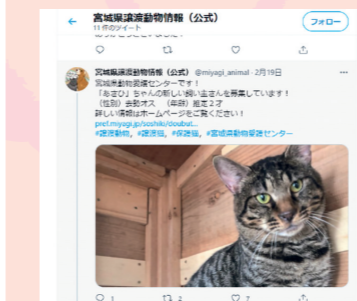 宮城県譲渡動物情報（公式）
11 件のツイート
フォロー
宮城県譲渡動物情報（公式） @miyagi_animal · 2月19日
宮城県動物愛護センターです！
「あさひ」ちゃんの新しい飼い主さんを募集しています！
（性別）去勢オス （年齢）推定２才
詳しい情報はホームページをご覧ください！
pref.miyagi.jp/soshiki/doubut...
#譲渡動物, #譲渡猫, #保護猫, #宮城県動物愛護センター
1 2 7